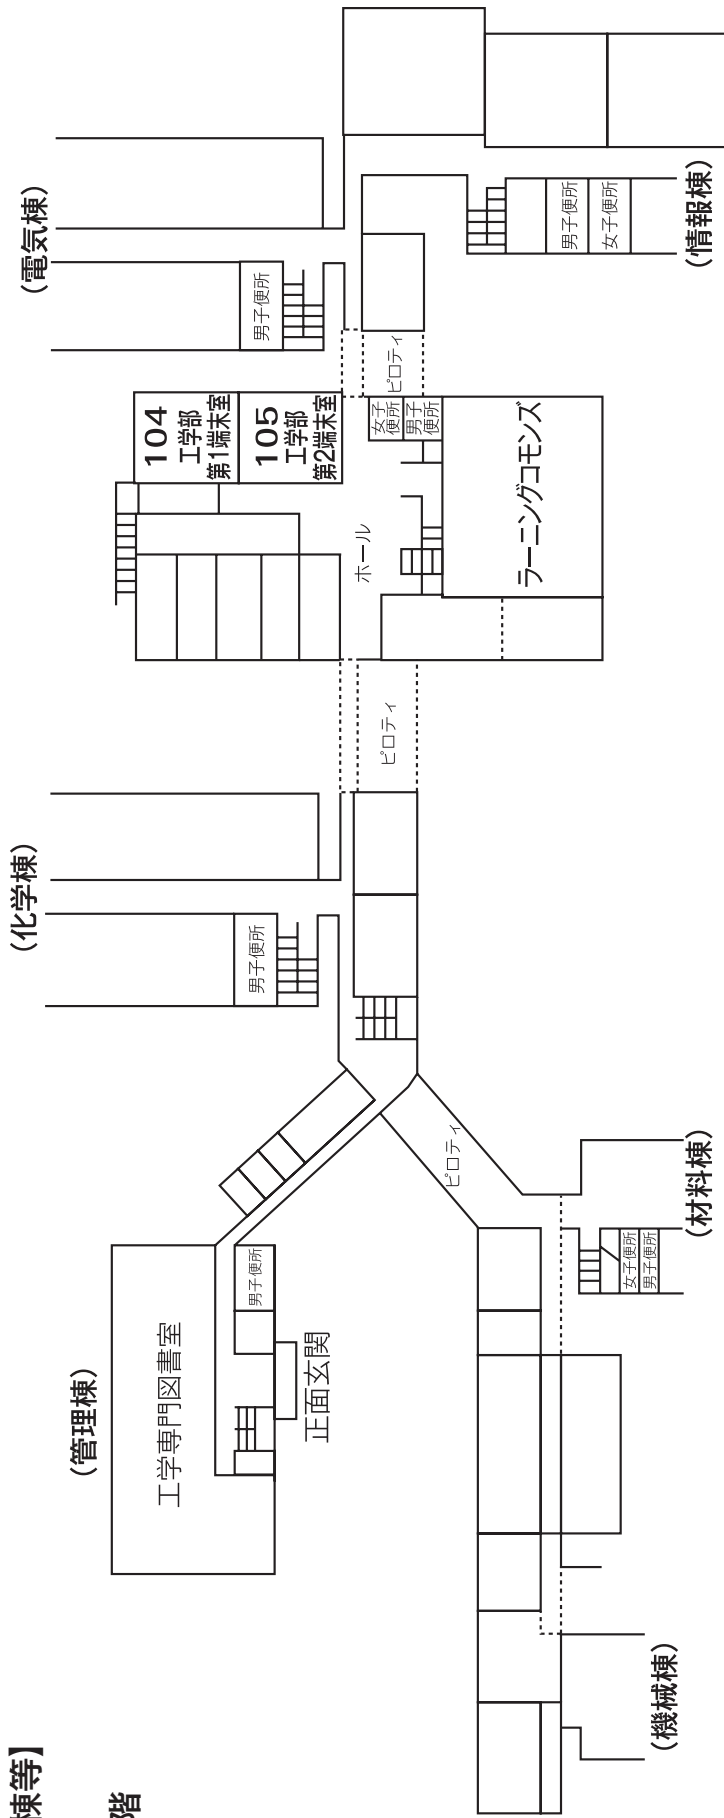 棟等】
階
(管理棟)
工学専門図書室
男子便所
正面玄関
(機械棟)
(材料棟)
女子便所
男子便所
ピロティ
(化学棟)
男子便所
ピロティ
ホール
ラーニングコモンズ
104
工学部
第1端末室
105
工学部
第2端末室
女子
便所
男子
便所
ピロティ
(電気棟)
男子便所
(情報棟)
男子便所
女子便所